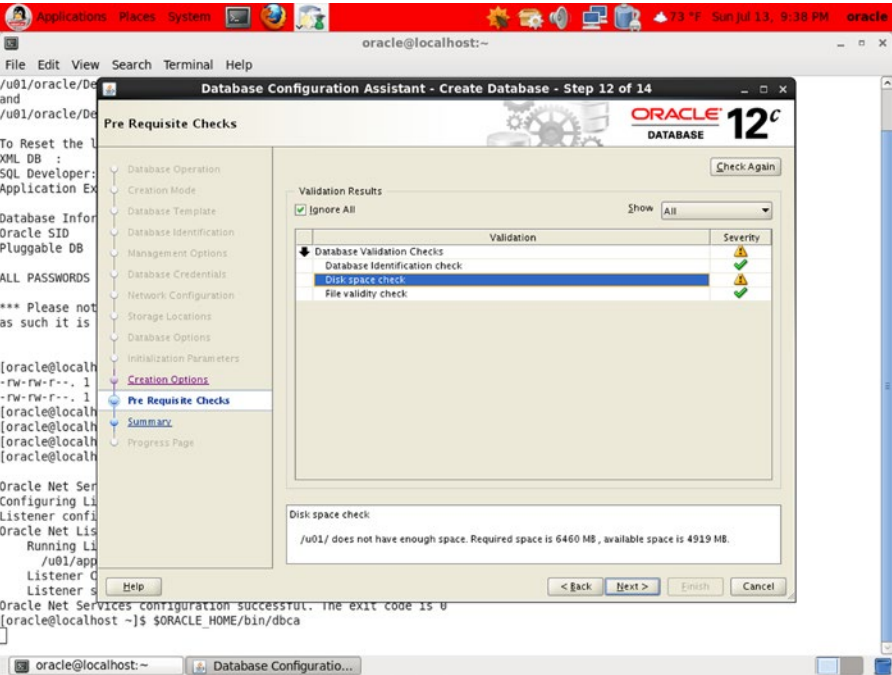 Applications Places System 73 °F Sun Jul 13, 9:38 PM oracle
oracle@localhost:~
File Edit View Search Terminal Help
/u01/oracle/De
and
/u01/oracle/De
To Reset the l
XML DB :
SQL Developer:
Application Ex
Database Infor
Oracle SID
Pluggable DB
ALL PASSWORDS
*** Please not
as such it is
[oracle@localh
-rw-rw-r--. 1
-rw-rw-r--. 1
[oracle@localh
[oracle@localh
[oracle@localh
[oracle@localh
Oracle Net Ser
Configuring Li
Listener confi
Oracle Net Lis
Running Li
/u01/app
Listener C
Listener s
Oracle Net Services configuration successful. The exit code is 0
[oracle@localhost ~]$ $ORACLE_HOME/bin/dbca
Database Configuration Assistant - Create Database - Step 12 of 14
Pre Requisite Checks
ORACLE
DATABASE
12c
Database Operation
Creation Mode
Database Template
Database Identification
Management Options
Database Credentials
Network Configuration
Storage Locations
Database Options
Initialization Parameters
Creation Options
Pre Requisite Checks
Summary
Progress Page
Check Again
Validation Results
Ignore All Show All
Validation Severity
Database Validation Checks
Database Identification check
Disk space check
File validity check
Disk space check
/u01/ does not have enough space. Required space is 6460 MB , available space is 4919 MB.
Help < Back Next > Finish Cancel
oracle@localhost:~ Database Configuratio...